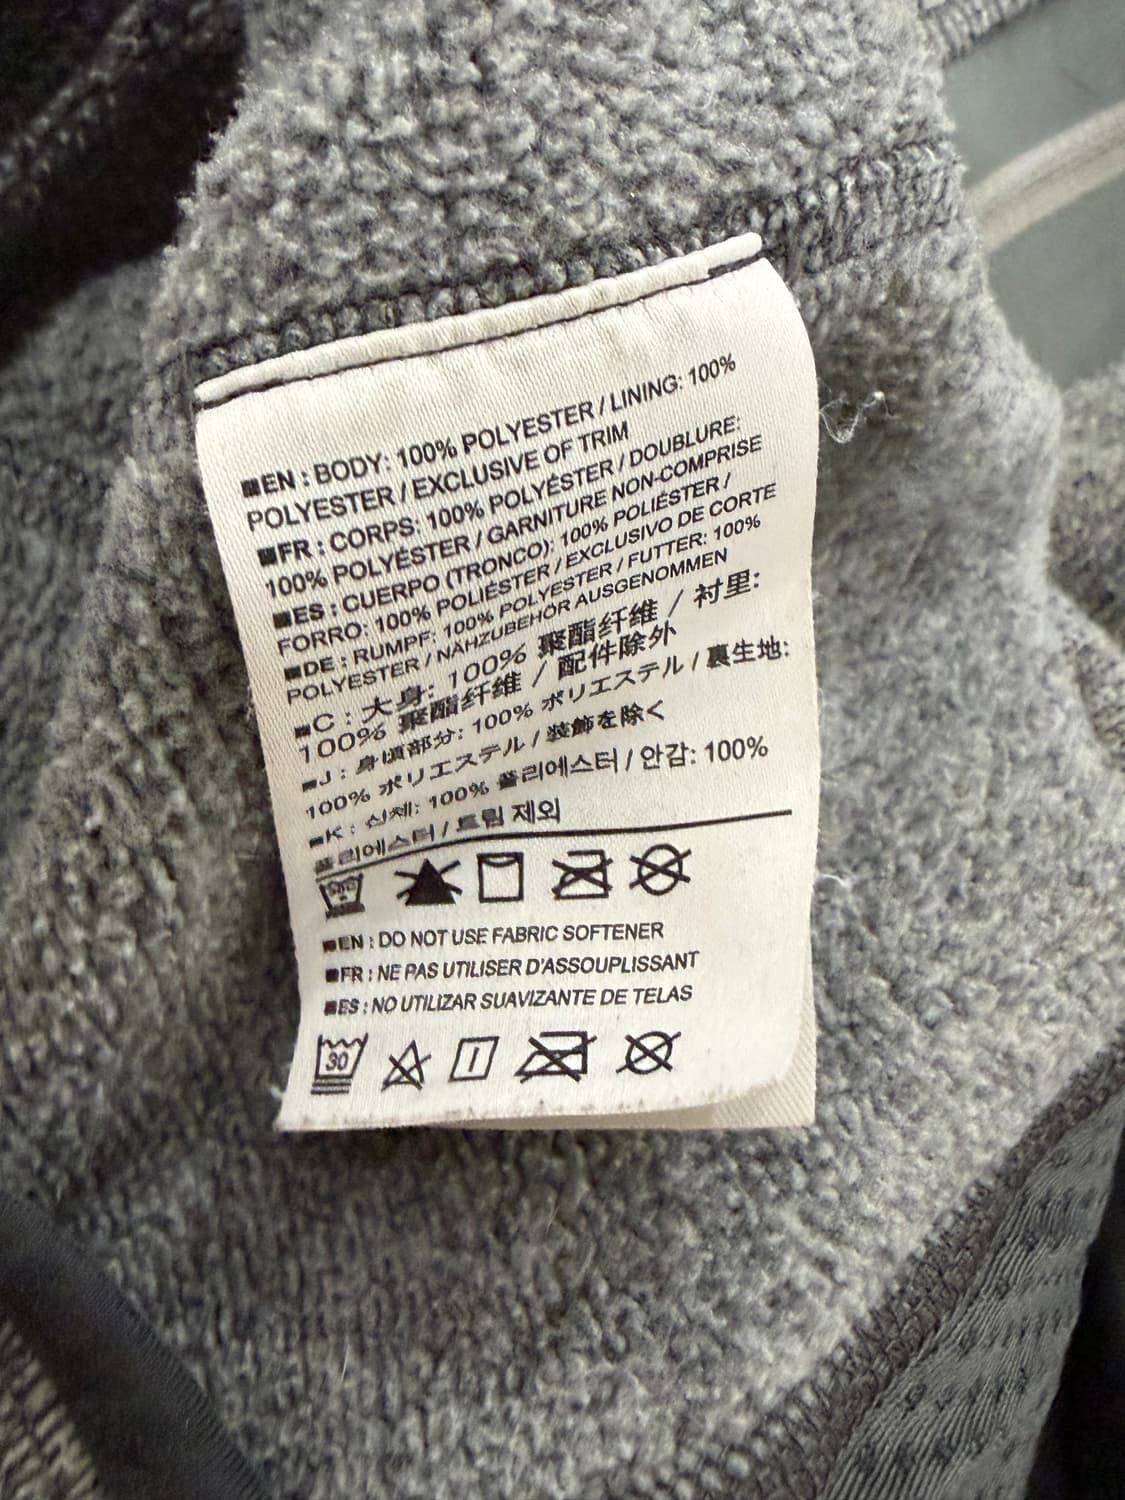 ■EN : BODY: 100% POLYESTER / LINING: 100%
POLYESTER / EXCLUSIVE OF TRIM
■FR : CORPS: 100% POLYÉSTER / DOUBLURE:
100% POLYÉSTER / GARNITURE NON-COMPRISE
■ES : CUERPO (TRONCO): 100% POLIÉSTER /
FORRO: 100% POLIÉSTER / EXCLUSIVO DE CORTE
■DE : RUMPF: 100% POLYESTER / FUTTER: 100%
POLYESTER / NÄHZUBEHÖR AUSGENOMMEN
■C : 大身: 100% 聚酯纤维 / 衬里:
100% 聚酯纤维 / 配件除外
■J : 身頃部分: 100% ポリエステル / 裏生地:
100% ポリエステル / 装飾を除く
■K : 신체: 100% 폴리에스터 / 안감: 100%
폴리에스터 / 트림 제외
■EN : DO NOT USE FABRIC SOFTENER
■FR : NE PAS UTILISER D'ASSOUPLISSANT
■ES : NO UTILIZAR SUAVIZANTE DE TELAS
30